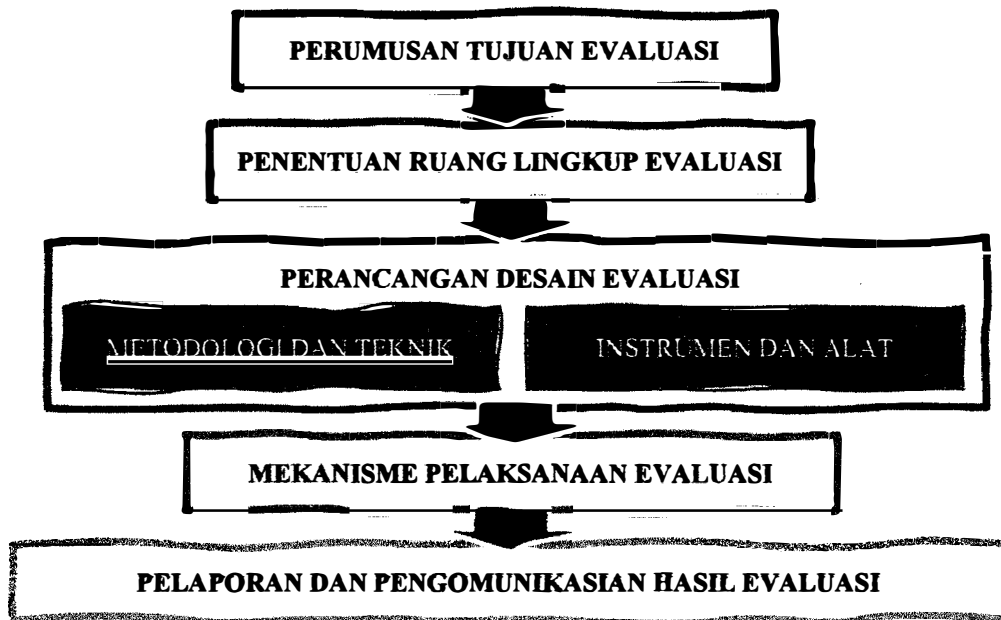 PERUMUSAN TUJUAN EVALUASI
PENENTUAN RUANG LINGKUP EVALUASI
PERANCANGAN DESAIN EVALUASI
METODOLOGI DAN TEKNIK
INSTRUMEN DAN ALAT
MEKANISME PELAKSANAAN EVALUASI
PELAPORAN DAN PENGOMUNIKASIAN HASIL EVALUASI